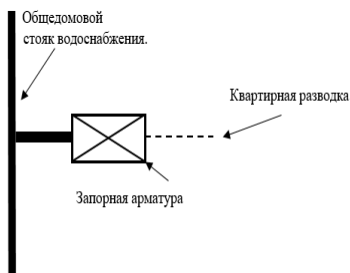 Общедомовой
стояк водоснабжения.
Квартирная разводка
Запорная арматура